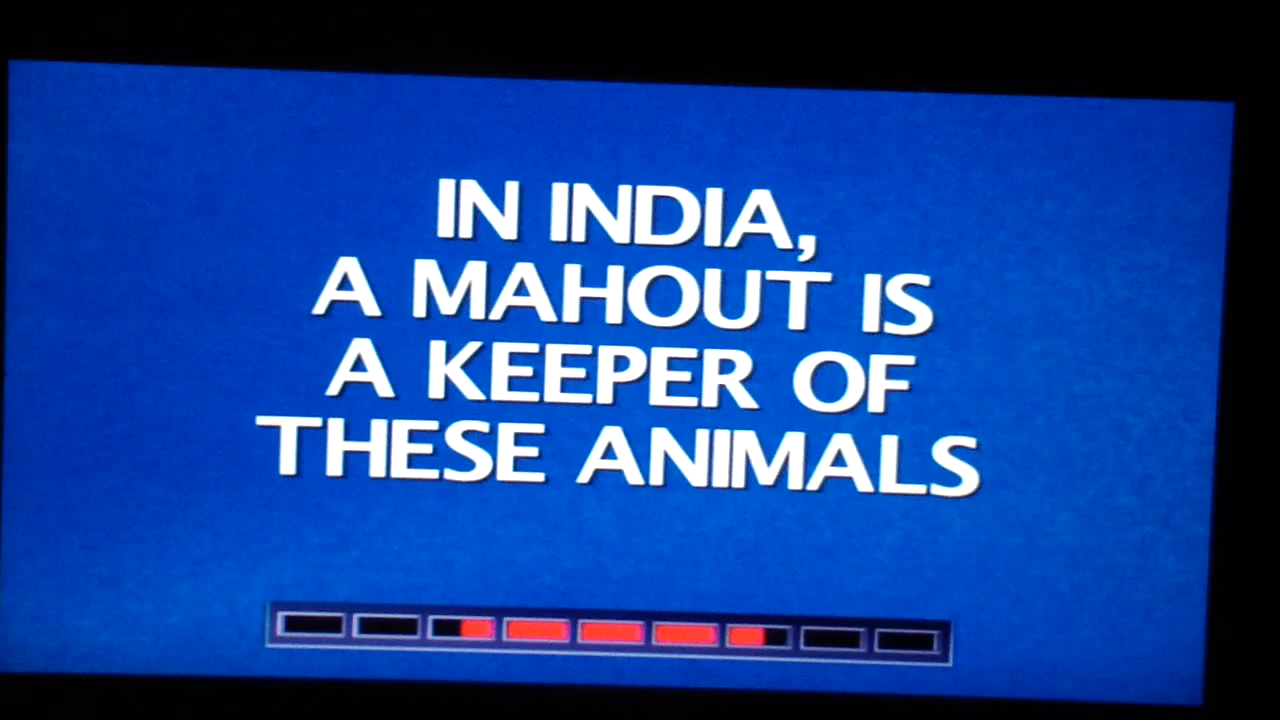 IN INDIA,
A MAHOUT IS
A KEEPER OF
THESE ANIMALS